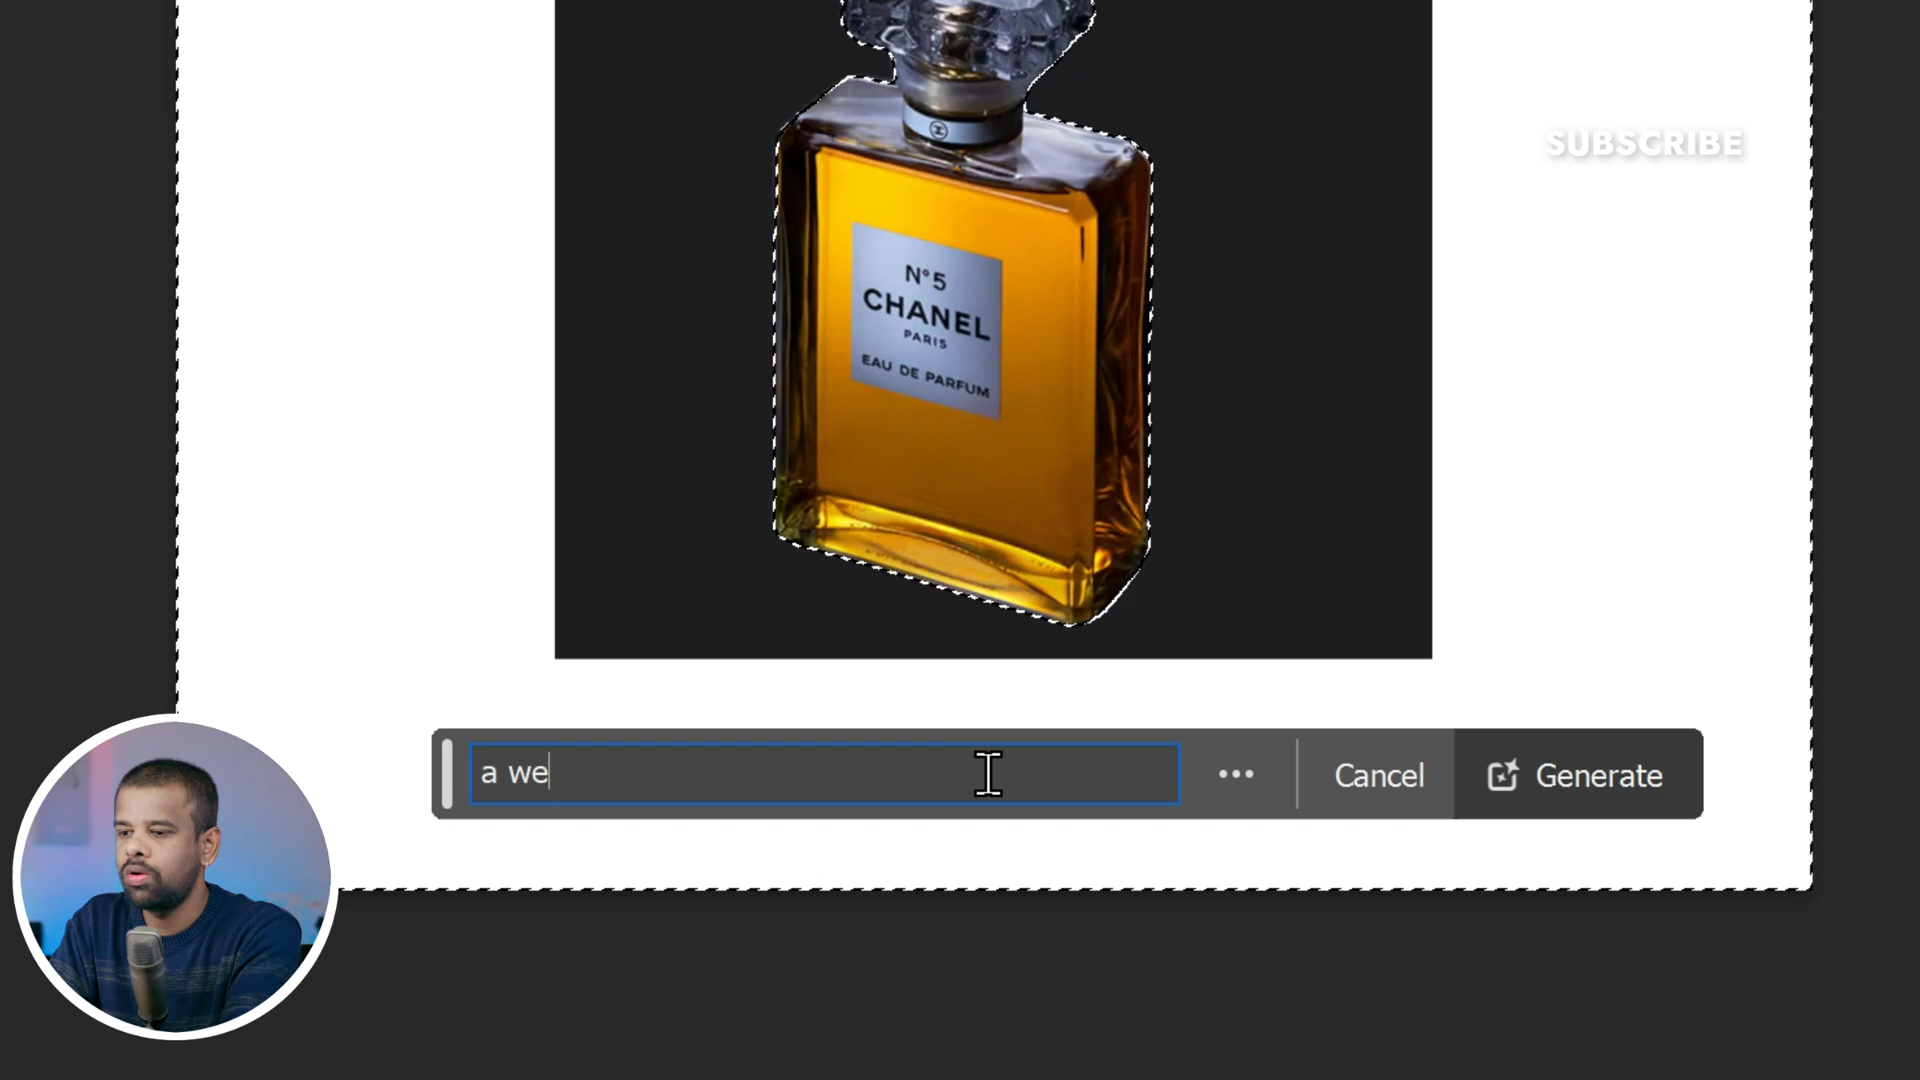 SUBSCRIBE
N°5
CHANEL
PARIS
EAU DE PARFUM
a we
Cancel
Generate